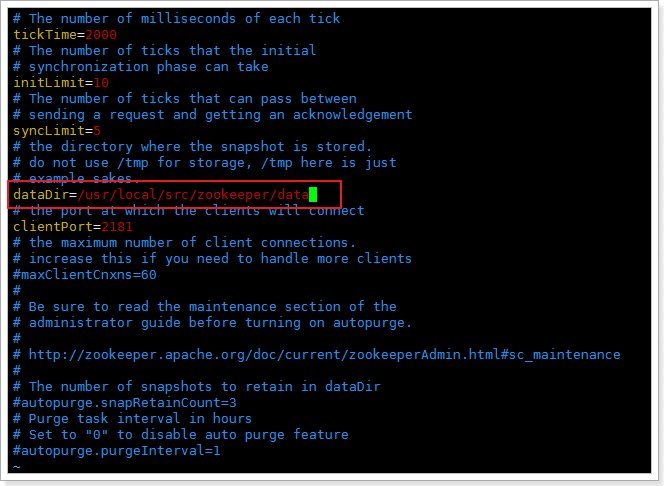 # The number of milliseconds of each tick
tickTime=2000
# The number of ticks that the initial
# synchronization phase can take
initLimit=10
# The number of ticks that can pass between
# sending a request and getting an acknowledgement
syncLimit=5
# the directory where the snapshot is stored.
# do not use /tmp for storage, /tmp here is just
# example sakes.
dataDir=/usr/local/src/zookeeper/data
# the port at which the clients will connect
clientPort=2181
# the maximum number of client connections.
# increase this if you need to handle more clients
#maxClientCnxns=60
#
# Be sure to read the maintenance section of the
# administrator guide before turning on autopurge.
#
# http://zookeeper.apache.org/doc/current/zookeeperAdmin.html#sc_maintenance
#
# The number of snapshots to retain in dataDir
#autopurge.snapRetainCount=3
# Purge task interval in hours
# Set to "0" to disable auto purge feature
#autopurge.purgeInterval=1
~